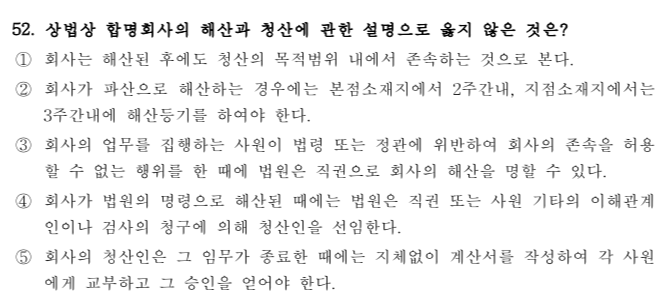 52. 상법상 합명회사의 해산과 청산에 관한 설명으로 옳지 않은 것은?
① 회사는 해산된 후에도 청산의 목적범위 내에서 존속하는 것으로 본다.
② 회사가 파산으로 해산하는 경우에는 본점소재지에서 2주간내, 지점소재지에서는
3주간내에 해산등기를 하여야 한다.
③ 회사의 업무를 집행하는 사원이 법령 또는 정관에 위반하여 회사의 존속을 허용
할 수 없는 행위를 한 때에 법원은 직권으로 회사의 해산을 명할 수 있다.
④ 회사가 법원의 명령으로 해산된 때에는 법원은 직권 또는 사원 기타의 이해관계
인이나 검사의 청구에 의해 청산인을 선임한다.
⑤ 회사의 청산인은 그 임무가 종료한 때에는 지체없이 계산서를 작성하여 각 사원
에게 교부하고 그 승인을 얻어야 한다.